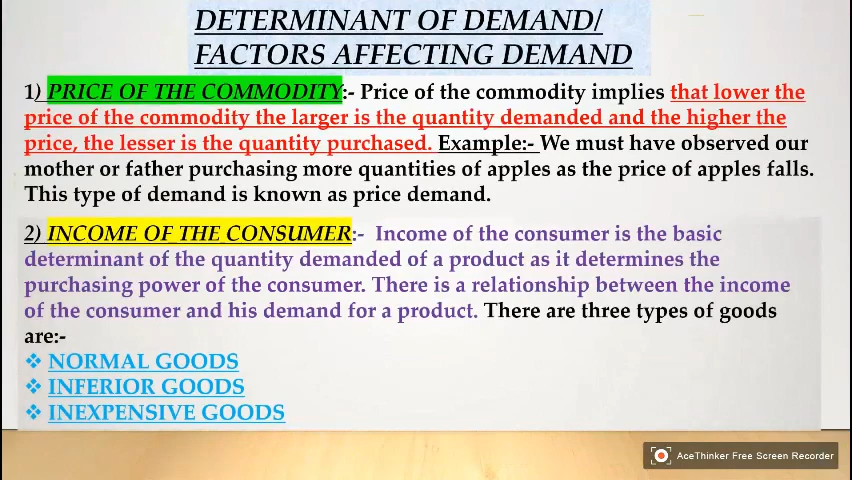 DETERMINANT OF DEMAND/
FACTORS AFFECTING DEMAND
1) PRICE OF THE COMMODITY:- Price of the commodity implies that lower the
price of the commodity the larger is the quantity demanded and the higher the
price, the lesser is the quantity purchased. Example:- We must have observed our
mother or father purchasing more quantities of apples as the price of apples falls.
This type of demand is known as price demand.
2) INCOME OF THE CONSUMER:- Income of the consumer is the basic
determinant of the quantity demanded of a product as it determines the
purchasing power of the consumer. There is a relationship between the income
of the consumer and his demand for a product. There are three types of goods
are:-
❖ NORMAL GOODS
❖ INFERIOR GOODS
❖ INEXPENSIVE GOODS
AceThinker Free Screen Recorder